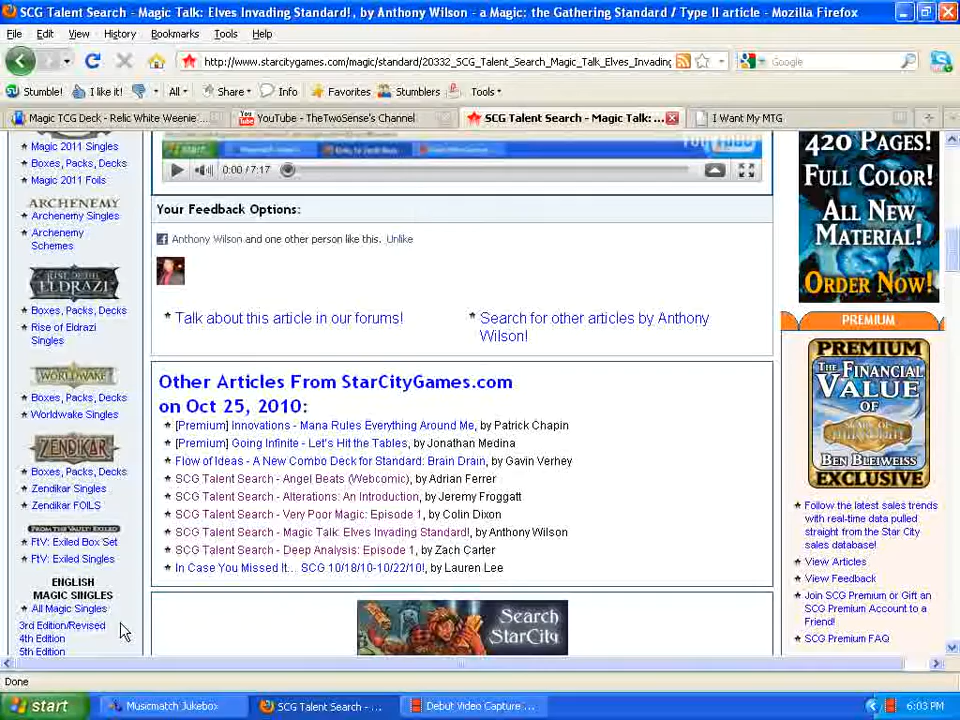 SCG Talent Search - Magic Talk: Elves Invading Standard!, by Anthony Wilson - a Magic: the Gathering Standard / Type II article - Mozilla Firefox
File Edit View History Bookmarks Tools Help
http://www.starcitygames.com/magic/standard/20332_SCG_Talent_Search_Magic_Talk_Elves_Invading
Google
Stumble! I like it! All Share Info Favorites Stumblers Tools
Magic TCG Deck - Relic White Weenie ...
YouTube - TheTwoSense's Channel
SCG Talent Search - Magic Talk: ...
I Want My MTG
Magic 2011 Singles
Boxes, Packs, Decks
Magic 2011 Foils
ARCHENEMY
Archenemy Singles
Archenemy
Schemes
RISE OF THE
ELDRAZI
Boxes, Packs, Decks
Rise of Eldrazi
Singles
WORLDWAKE
Boxes, Packs, Decks
Worldwake Singles
ZENDIKAR
Boxes, Packs, Decks
Zendikar Singles
Zendikar FOILS
FROM THE VAULT: EXILED
FtV: Exiled Box Set
FtV: Exiled Singles
ENGLISH
MAGIC SINGLES
All Magic Singles
3rd Edition/Revised
4th Edition
5th Edition
start
YouTube
0:00 / 7:17
Your Feedback Options:
Anthony Wilson and one other person like this. Unlike
Talk about this article in our forums!
Search for other articles by Anthony
Wilson!
Other Articles From StarCityGames.com
on Oct 25, 2010:
[Premium] Innovations - Mana Rules Everything Around Me, by Patrick Chapin
[Premium] Going Infinite - Let's Hit the Tables, by Jonathan Medina
Flow of Ideas - A New Combo Deck for Standard: Brain Drain, by Gavin Verhey
SCG Talent Search - Angel Beats (Webcomic), by Adrian Ferrer
SCG Talent Search - Alterations: An Introduction, by Jeremy Froggatt
SCG Talent Search - Very Poor Magic: Episode 1, by Colin Dixon
SCG Talent Search - Magic Talk: Elves Invading Standard!, by Anthony Wilson
SCG Talent Search - Deep Analysis: Episode 1, by Zach Carter
In Case You Missed It... SCG 10/18/10-10/22/10!, by Lauren Lee
Search
StarCity
420 PAGES!
FULL COLOR!
ALL NEW
MATERIAL!
ORDER NOW!
PREMIUM
PREMIUM
THE FINANCIAL
VALUE
OF
BEN BLEIWEISS
EXCLUSIVE
Follow the latest sales trends
with real-time data pulled
straight from the Star City
sales database!
View Articles
View Feedback
Join SCG Premium or Gift an
SCG Premium Account to a
Friend!
SCG Premium FAQ
Done
start
Musicmatch Jukebox
SCG Talent Search - ...
Debut Video Capture ...
6:03 PM